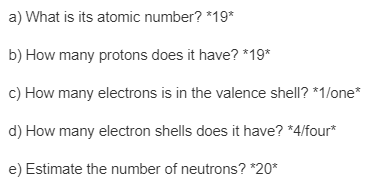 a) What is its atomic number? *19*
b) How many protons does it have? *19*
c) How many electrons is in the valence shell? *1/one*
d) How many electron shells does it have? *4/four*
e) Estimate the number of neutrons? *20*